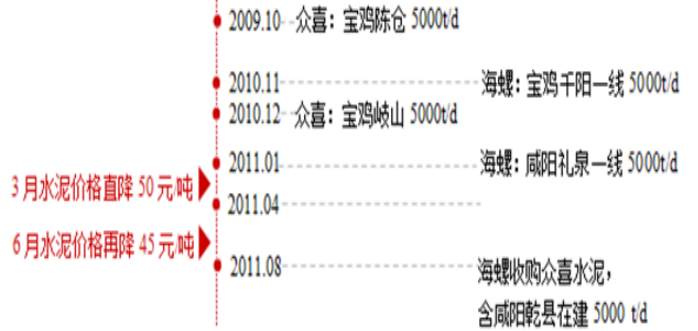 2009.10 众喜：宝鸡陈仓 5000t/d
2010.11 海螺：宝鸡千阳一线 5000t/d
2010.12 众喜：宝鸡岐山 5000t/d
2011.01 海螺：咸阳礼泉一线 5000t/d
3 月水泥价格直降 50 元/吨
2011.04
6 月水泥价格再降 45 元/吨
2011.08 海螺收购众喜水泥，
含咸阳乾县在建 5000 t/d